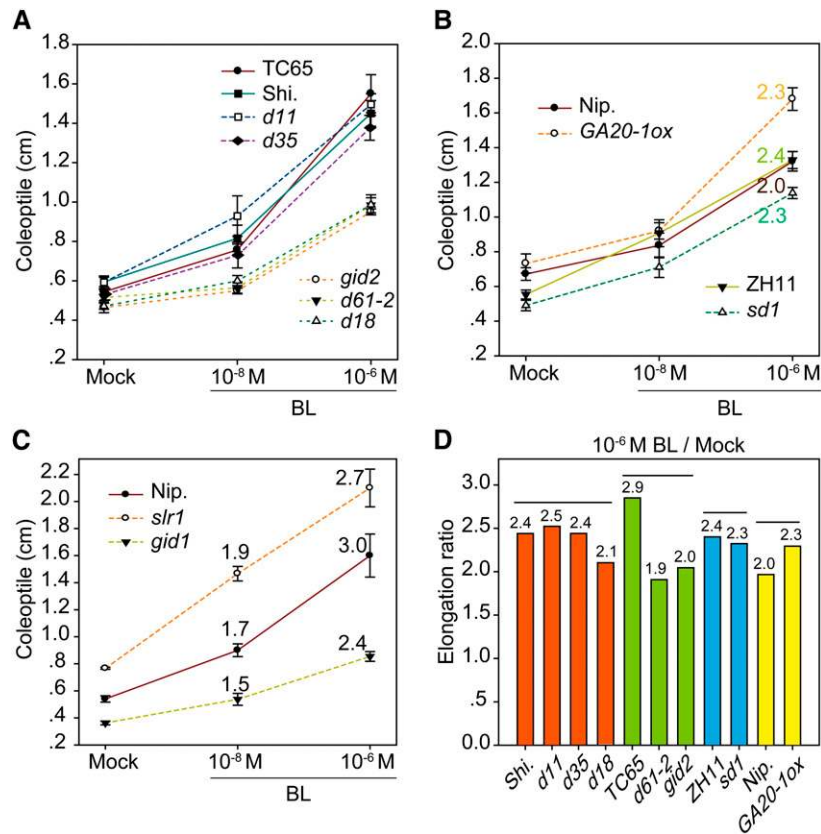 A
1.8
1.6
1.4
1.2
1.0
.8
.6
.4
.2
Coleoptile (cm)
TC65
Shi.
d11
d35
gid2
d61-2
d18
Mock 10⁻⁸ M 10⁻⁶ M
BL
B
2.0
1.8
1.6
1.4
1.2
1.0
.8
.6
.4
.2
Coleoptile (cm)
Nip.
GA20-1ox
2.3
2.4
2.0
2.3
ZH11
sd1
Mock 10⁻⁸ M 10⁻⁶ M
BL
C
2.2
2.0
1.8
1.6
1.4
1.2
1.0
.8
.6
.4
.2
Coleoptile (cm)
Nip.
slr1
gid1
2.7
1.9
3.0
1.7
2.4
1.5
Mock 10⁻⁸ M 10⁻⁶ M
BL
D
10⁻⁶ M BL / Mock
3.0
2.5
2.0
1.5
1.0
0.5
0.0
Elongation ratio
2.4 2.5 2.4 2.1 2.9 1.9 2.0 2.4 2.3 2.0 2.3
Shi. d11 d35 d18 TC65 d61-2 gid2 ZH11 sd1 Nip. GA20-1ox